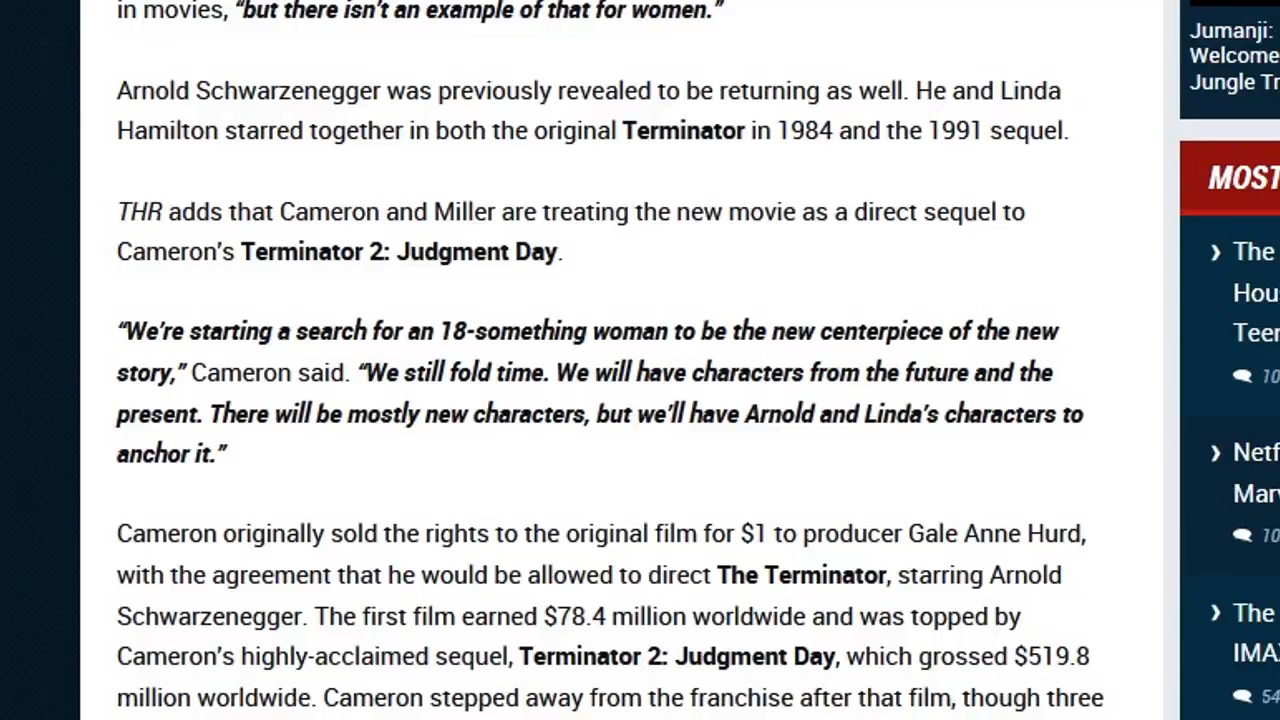 in movies, “but there isn’t an example of that for women.”
Arnold Schwarzenegger was previously revealed to be returning as well. He and Linda
Hamilton starred together in both the original Terminator in 1984 and the 1991 sequel.
THR adds that Cameron and Miller are treating the new movie as a direct sequel to
Cameron’s Terminator 2: Judgment Day.
“We’re starting a search for an 18-something woman to be the new centerpiece of the new
story,” Cameron said. “We still fold time. We will have characters from the future and the
present. There will be mostly new characters, but we’ll have Arnold and Linda’s characters to
anchor it.”
Cameron originally sold the rights to the original film for $1 to producer Gale Anne Hurd,
with the agreement that he would be allowed to direct The Terminator, starring Arnold
Schwarzenegger. The first film earned $78.4 million worldwide and was topped by
Cameron’s highly-acclaimed sequel, Terminator 2: Judgment Day, which grossed $519.8
million worldwide. Cameron stepped away from the franchise after that film, though three
Jumanji:
Welcome
Jungle Tr
MOST
› The
Hous
Teen
10
› Netf
Marv
10
› The
IMAX
54